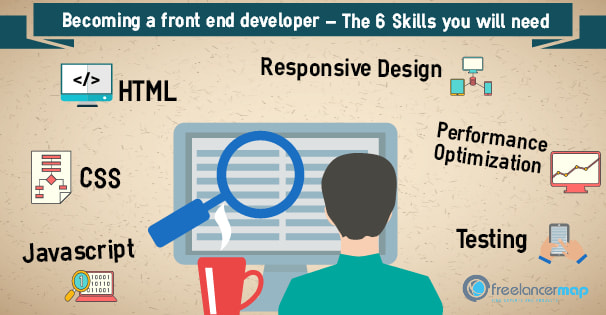 Becoming a front end developer – The 6 Skills you will need
</>
HTML
Responsive Design
CSS
Performance
Optimization
Javascript
Testing
freelancermap